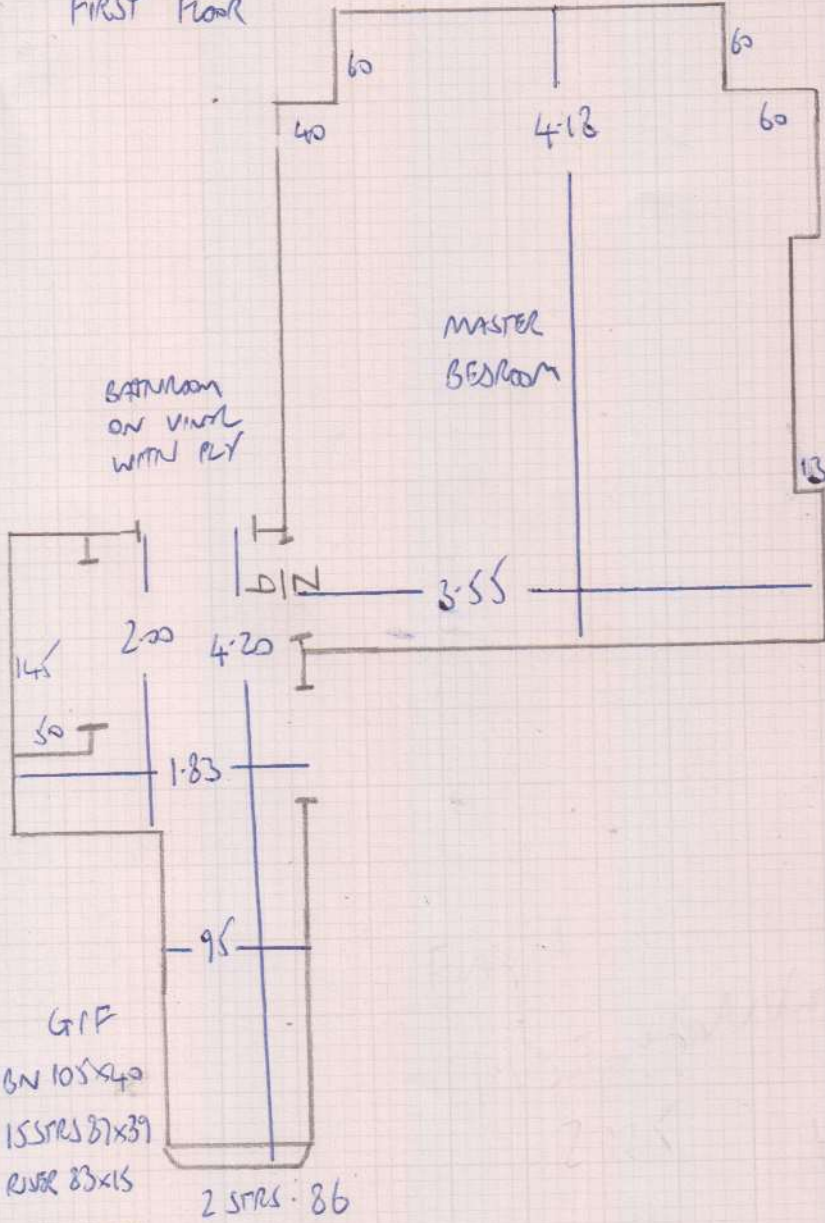 FIRST FLOOR
60
60
40
4.18
60
MASTER
BEDROOM
BATHROOM
ON VINYL
WITH PLY
13
D/N
3.55
2.00
4.20
145
50
1.83
95
G/F
BN 105x40
15 STRS 87x39
RISER 83x15
2 STRS. 86